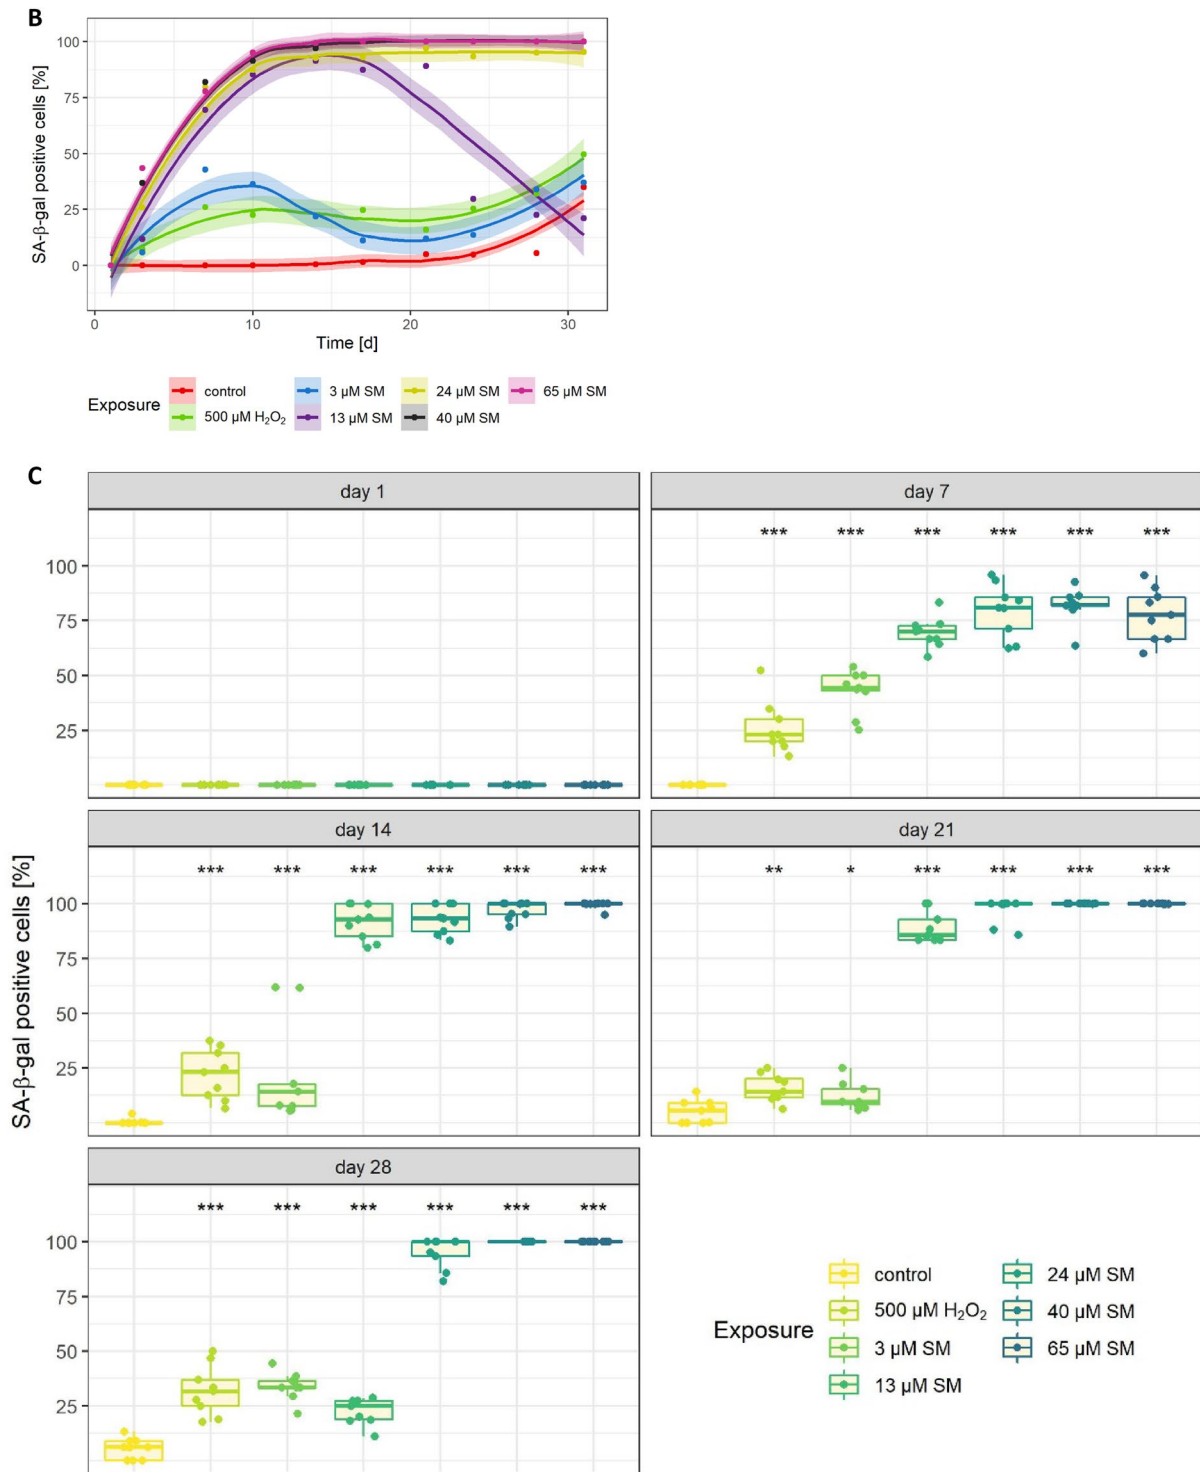 B
SA-β-gal positive cells [%]
100
75
50
25
0
0 10 20 30
Time [d]
Exposure
control 3 µM SM 24 µM SM 65 µM SM
500 µM H₂O₂ 13 µM SM 40 µM SM
C
SA-β-gal positive cells [%]
day 1 day 7
*** *** *** *** *** ***
100
75
50
25
day 14 day 21
*** *** *** *** *** *** ** * *** *** *** ***
100
75
50
25
day 28
*** *** *** *** *** ***
100
75
50
25
Exposure
control 24 µM SM
500 µM H₂O₂ 40 µM SM
3 µM SM 65 µM SM
13 µM SM